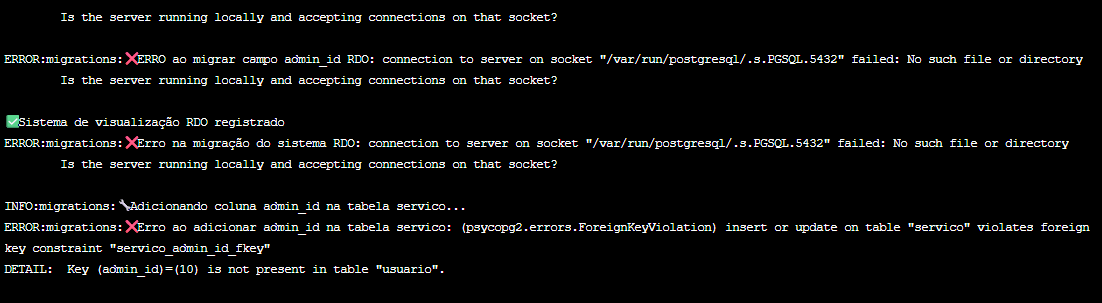 Is the server running locally and accepting connections on that socket?
ERROR:migrations:❌ERRO ao migrar campo admin_id RDO: connection to server on socket "/var/run/postgresql/.s.PGSQL.5432" failed: No such file or directory
Is the server running locally and accepting connections on that socket?
✅Sistema de visualização RDO registrado
ERROR:migrations:❌Erro na migração do sistema RDO: connection to server on socket "/var/run/postgresql/.s.PGSQL.5432" failed: No such file or directory
Is the server running locally and accepting connections on that socket?
INFO:migrations:🔧Adicionando coluna admin_id na tabela servico...
ERROR:migrations:❌Erro ao adicionar admin_id na tabela servico: (psycopg2.errors.ForeignKeyViolation) insert or update on table "servico" violates foreign
key constraint "servico_admin_id_fkey"
DETAIL:  Key (admin_id)=(10) is not present in table "usuario".